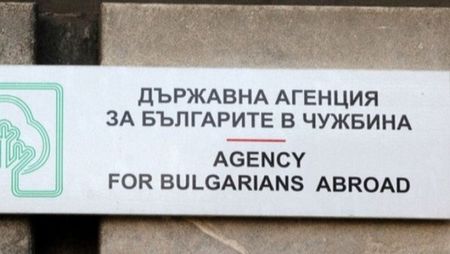 ДЪРЖАВНА АГЕНЦИЯ
ЗА БЪЛГАРИТЕ В ЧУЖБИНА
AGENCY
FOR BULGARIANS ABROAD